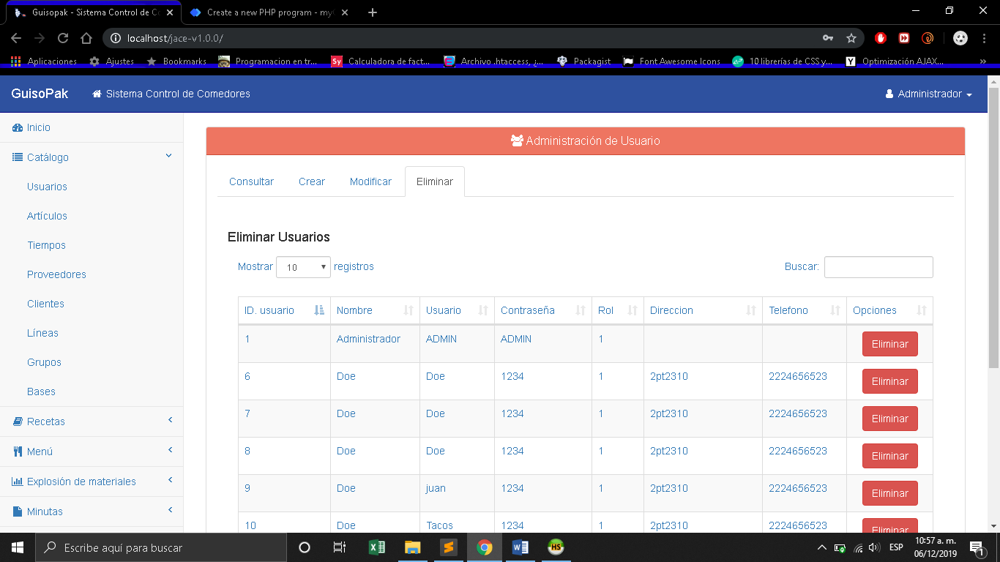 Guisopak - Sistema Control de Co
Create a new PHP program - my
localhost/jace-v1.0.0/
Aplicaciones
Ajustes
Bookmarks
Programacion en tr...
Sy
Calculadora de fact...
Archivo .htaccess, ¿...
Packagist
Font Awesome Icons
10 librerías de CSS y...
Y
Optimización AJAX...
»
GuisoPak
Sistema Control de Comedores
Administrador
Inicio
Catálogo
Usuarios
Artículos
Tiempos
Proveedores
Clientes
Líneas
Grupos
Bases
Recetas
Menú
Explosión de materiales
Minutas
Administración de Usuario
Consultar Crear Modificar Eliminar
Eliminar Usuarios
Mostrar 10 registros
Buscar:
ID. usuario Nombre Usuario Contraseña Rol Direccion Telefono Opciones
1 Administrador ADMIN ADMIN 1 Eliminar
6 Doe Doe 1234 1 2pt2310 2224656523 Eliminar
7 Doe Doe 1234 1 2pt2310 2224656523 Eliminar
8 Doe Doe 1234 1 2pt2310 2224656523 Eliminar
9 Doe juan 1234 1 2pt2310 2224656523 Eliminar
10 Doe Tacos 1234 1 2pt2310 2224656523 Eliminar
Escribe aquí para buscar
HS
ESP
10:57 a. m.
06/12/2019
1